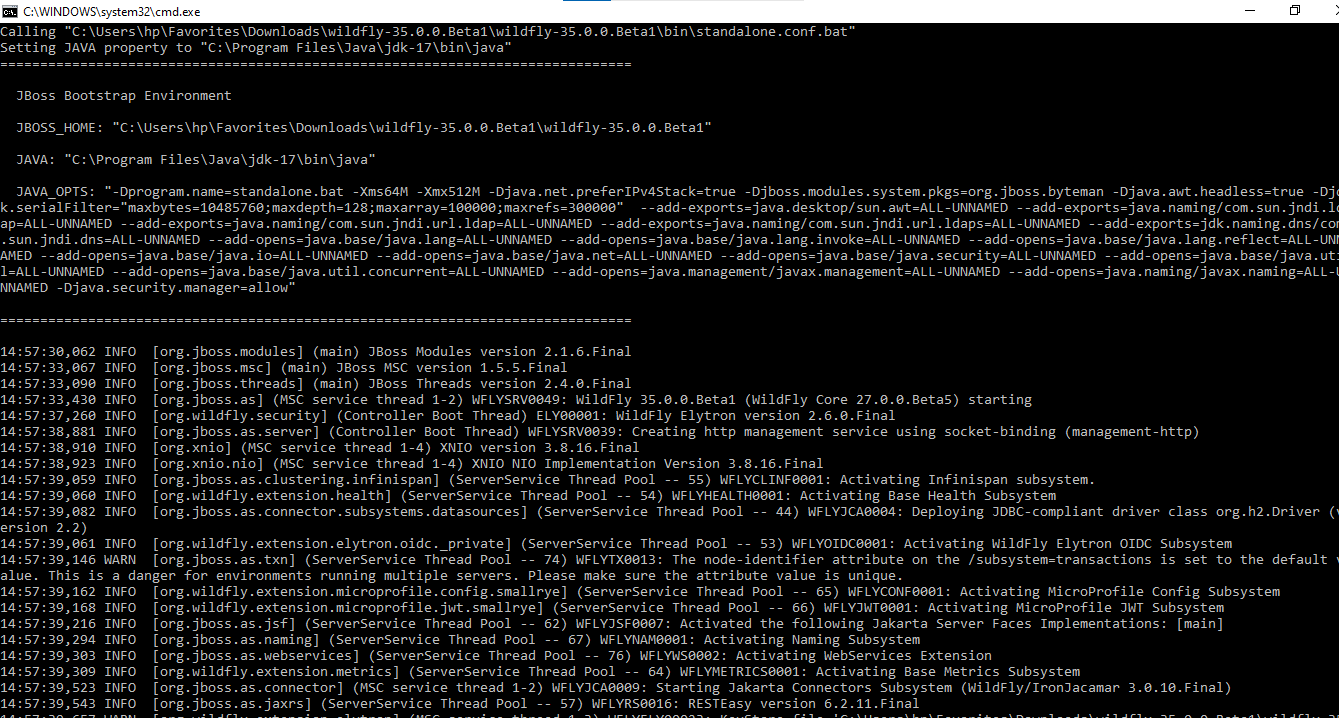 C:\WINDOWS\system32\cmd.exe
Calling "C:\Users\hp\Favorites\Downloads\wildfly-35.0.0.Beta1\wildfly-35.0.0.Beta1\bin\standalone.conf.bat"
Setting JAVA property to "C:\Program Files\Java\jdk-17\bin\java"
===============================================================================
JBoss Bootstrap Environment
JBOSS_HOME: "C:\Users\hp\Favorites\Downloads\wildfly-35.0.0.Beta1\wildfly-35.0.0.Beta1"
JAVA: "C:\Program Files\Java\jdk-17\bin\java"
JAVA_OPTS: "-Dprogram.name=standalone.bat -Xms64M -Xmx512M -Djava.net.preferIPv4Stack=true -Djboss.modules.system.pkgs=org.jboss.byteman -Djava.awt.headless=true -Djd
k.serialFilter="maxbytes=10485760;maxdepth=128;maxarray=100000;maxrefs=300000"  --add-exports=java.desktop/sun.awt=ALL-UNNAMED --add-exports=java.naming/com.sun.jndi.ld
ap=ALL-UNNAMED --add-exports=java.naming/com.sun.jndi.url.ldap=ALL-UNNAMED --add-exports=java.naming/com.sun.jndi.url.ldaps=ALL-UNNAMED --add-exports=jdk.naming.dns/com
.sun.jndi.dns=ALL-UNNAMED --add-opens=java.base/java.lang=ALL-UNNAMED --add-opens=java.base/java.lang.invoke=ALL-UNNAMED --add-opens=java.base/java.lang.reflect=ALL-UNN
AMED --add-opens=java.base/java.io=ALL-UNNAMED --add-opens=java.base/java.net=ALL-UNNAMED --add-opens=java.base/java.security=ALL-UNNAMED --add-opens=java.base/java.uti
l=ALL-UNNAMED --add-opens=java.base/java.util.concurrent=ALL-UNNAMED --add-opens=java.management/javax.management=ALL-UNNAMED --add-opens=java.naming/javax.naming=ALL-U
NNAMED -Djava.security.manager=allow"
===============================================================================
14:57:30,062 INFO  [org.jboss.modules] (main) JBoss Modules version 2.1.6.Final
14:57:33,067 INFO  [org.jboss.msc] (main) JBoss MSC version 1.5.5.Final
14:57:33,090 INFO  [org.jboss.threads] (main) JBoss Threads version 2.4.0.Final
14:57:33,430 INFO  [org.jboss.as] (MSC service thread 1-2) WFLYSRV0049: WildFly 35.0.0.Beta1 (WildFly Core 27.0.0.Beta5) starting
14:57:37,260 INFO  [org.wildfly.security] (Controller Boot Thread) ELY00001: WildFly Elytron version 2.6.0.Final
14:57:38,881 INFO  [org.jboss.as.server] (Controller Boot Thread) WFLYSRV0039: Creating http management service using socket-binding (management-http)
14:57:38,910 INFO  [org.xnio] (MSC service thread 1-4) XNIO version 3.8.16.Final
14:57:38,923 INFO  [org.xnio.nio] (MSC service thread 1-4) XNIO NIO Implementation Version 3.8.16.Final
14:57:39,059 INFO  [org.jboss.as.clustering.infinispan] (ServerService Thread Pool -- 55) WFLYCLINF0001: Activating Infinispan subsystem.
14:57:39,060 INFO  [org.wildfly.extension.health] (ServerService Thread Pool -- 54) WFLYHEALTH0001: Activating Base Health Subsystem
14:57:39,082 INFO  [org.jboss.as.connector.subsystems.datasources] (ServerService Thread Pool -- 44) WFLYJCA0004: Deploying JDBC-compliant driver class org.h2.Driver (v
ersion 2.2)
14:57:39,061 INFO  [org.wildfly.extension.elytron.oidc._private] (ServerService Thread Pool -- 53) WFLYOIDC0001: Activating WildFly Elytron OIDC Subsystem
14:57:39,146 WARN  [org.jboss.as.txn] (ServerService Thread Pool -- 74) WFLYTX0013: The node-identifier attribute on the /subsystem=transactions is set to the default v
alue. This is a danger for environments running multiple servers. Please make sure the attribute value is unique.
14:57:39,162 INFO  [org.wildfly.extension.microprofile.config.smallrye] (ServerService Thread Pool -- 65) WFLYCONF0001: Activating MicroProfile Config Subsystem
14:57:39,168 INFO  [org.wildfly.extension.microprofile.jwt.smallrye] (ServerService Thread Pool -- 66) WFLYJWT0001: Activating MicroProfile JWT Subsystem
14:57:39,216 INFO  [org.jboss.as.jsf] (ServerService Thread Pool -- 62) WFLYJSF0007: Activated the following Jakarta Server Faces Implementations: [main]
14:57:39,294 INFO  [org.jboss.as.naming] (ServerService Thread Pool -- 67) WFLYNAM0001: Activating Naming Subsystem
14:57:39,303 INFO  [org.jboss.as.webservices] (ServerService Thread Pool -- 76) WFLYWS0002: Activating WebServices Extension
14:57:39,309 INFO  [org.wildfly.extension.metrics] (ServerService Thread Pool -- 64) WFLYMETRICS0001: Activating Base Metrics Subsystem
14:57:39,523 INFO  [org.jboss.as.connector] (MSC service thread 1-2) WFLYJCA0009: Starting Jakarta Connectors Subsystem (WildFly/IronJacamar 3.0.10.Final)
14:57:39,543 INFO  [org.jboss.as.jaxrs] (ServerService Thread Pool -- 57) WFLYRS0016: RESTEasy version 6.2.11.Final